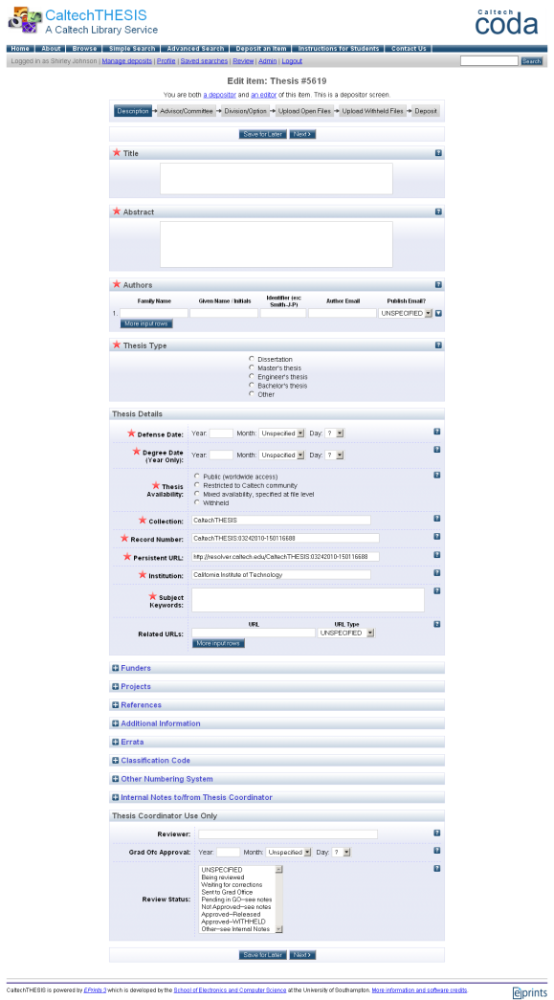 CaltechTHESIS
A Caltech Library Service
Caltech
coda
Home | About | Browse | Simple Search | Advanced Search | Deposit an Item | Instructions for Students | Contact Us |
Logged in as Shirley Johnson | Manage deposits | Profile | Saved searches | Review | Admin | Logout
Search
Edit item: Thesis #5619
You are both a depositor and an editor of this item. This is a depositor screen.
Description → Advisor/Committee → Division/Option → Upload Open Files → Upload Withheld Files → Deposit
Save for Later Next >
Title ?
Abstract ?
Authors ?
Family Name Given Name / Initials Identifier (ex: Smith-J-P) Author Email Publish Email?
1. UNSPECIFIED
More input rows
Thesis Type ?
Dissertation
Master's thesis
Engineer's thesis
Bachelor's thesis
Other
Thesis Details
Defense Date: Year: Month: Unspecified Day: ? ?
Degree Date (Year Only): Year: Month: Unspecified Day: ? ?
Thesis Availability: ?
Public (worldwide access)
Restricted to Caltech community
Mixed availability, specified at file level
Withheld
Collection: CaltechTHESIS ?
Record Number: CaltechTHESIS:03242010-150116688 ?
Persistent URL: http://resolver.caltech.edu/CaltechTHESIS:03242010-150116688 ?
Institution: California Institute of Technology ?
Subject Keywords: ?
URL URL Type ?
Related URLs: UNSPECIFIED
More input rows
Funders
Projects
References
Additional Information
Errata
Classification Code
Other Numbering System
Internal Notes to/from Thesis Coordinator
Thesis Coordinator Use Only
Reviewer: ?
Grad Ofc Approval: Year: Month: Unspecified Day: ? ?
Review Status: ?
UNSPECIFIED
Being reviewed
Waiting for corrections
Sent to Grad Office
Pending in GO--see notes
Not Approved--see notes
Approved--Released
Approved--WITHHELD
Other--see Internal Notes
Save for Later Next >
CaltechTHESIS is powered by EPrints 3 which is developed by the School of Electronics and Computer Science at the University of Southampton. More information and software credits.
eprints